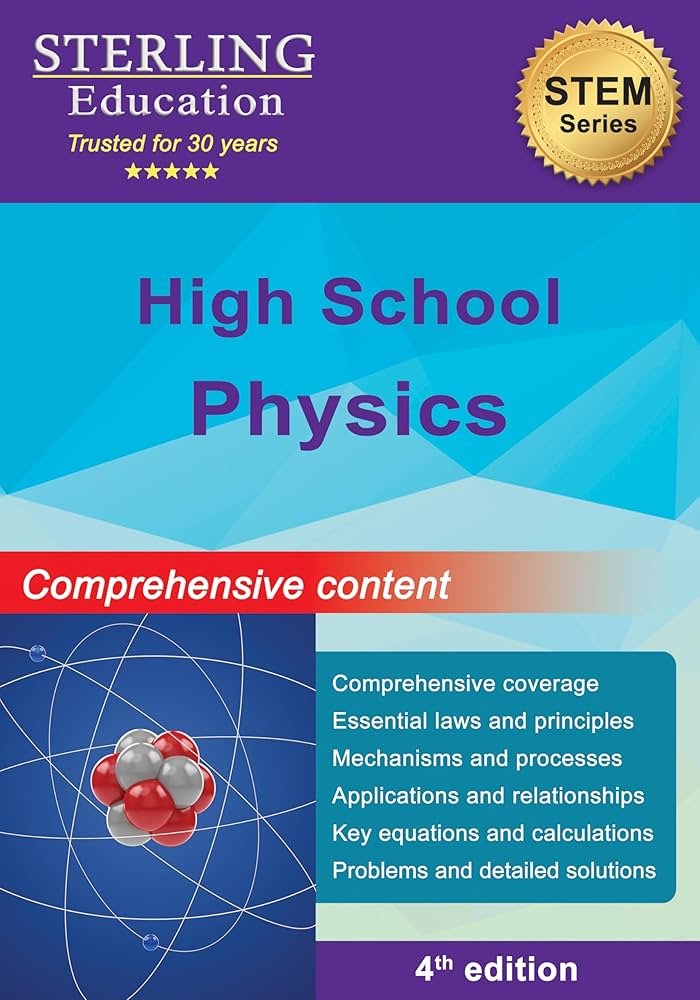 STERLING
Education
Trusted for 30 years
STEM
Series
High School
Physics
Comprehensive content
Comprehensive coverage
Essential laws and principles
Mechanisms and processes
Applications and relationships
Key equations and calculations
Problems and detailed solutions
4th edition